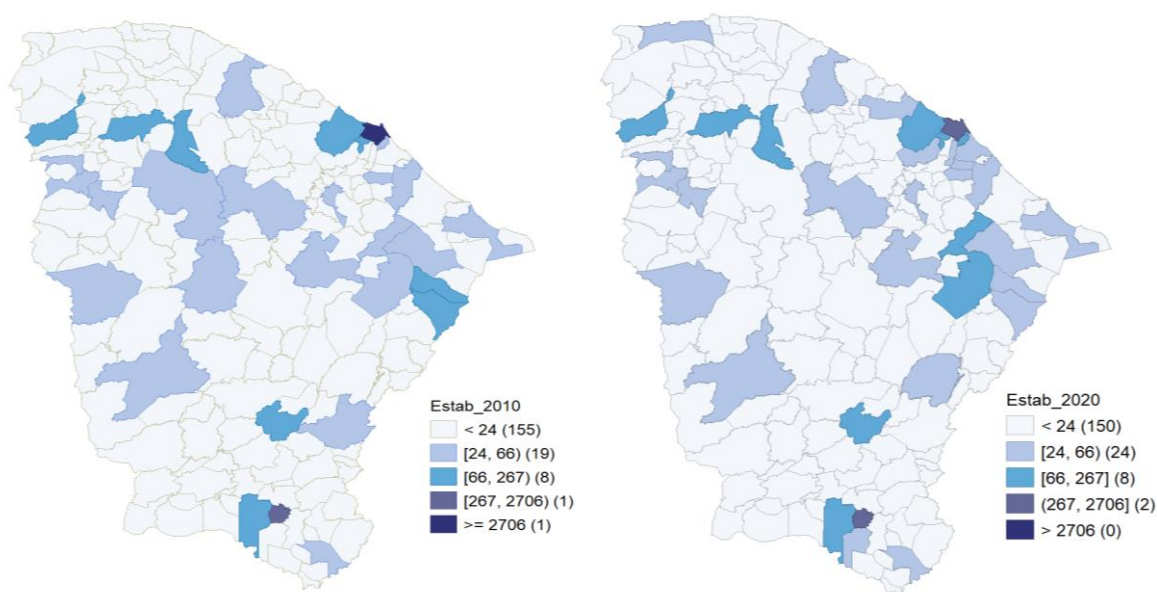 Estab_2010
< 24 (155)
[24, 66) (19)
[66, 267) (8)
[267, 2706) (1)
>= 2706 (1)
Estab_2020
< 24 (150)
[24, 66) (24)
[66, 267] (8)
(267, 2706] (2)
> 2706 (0)